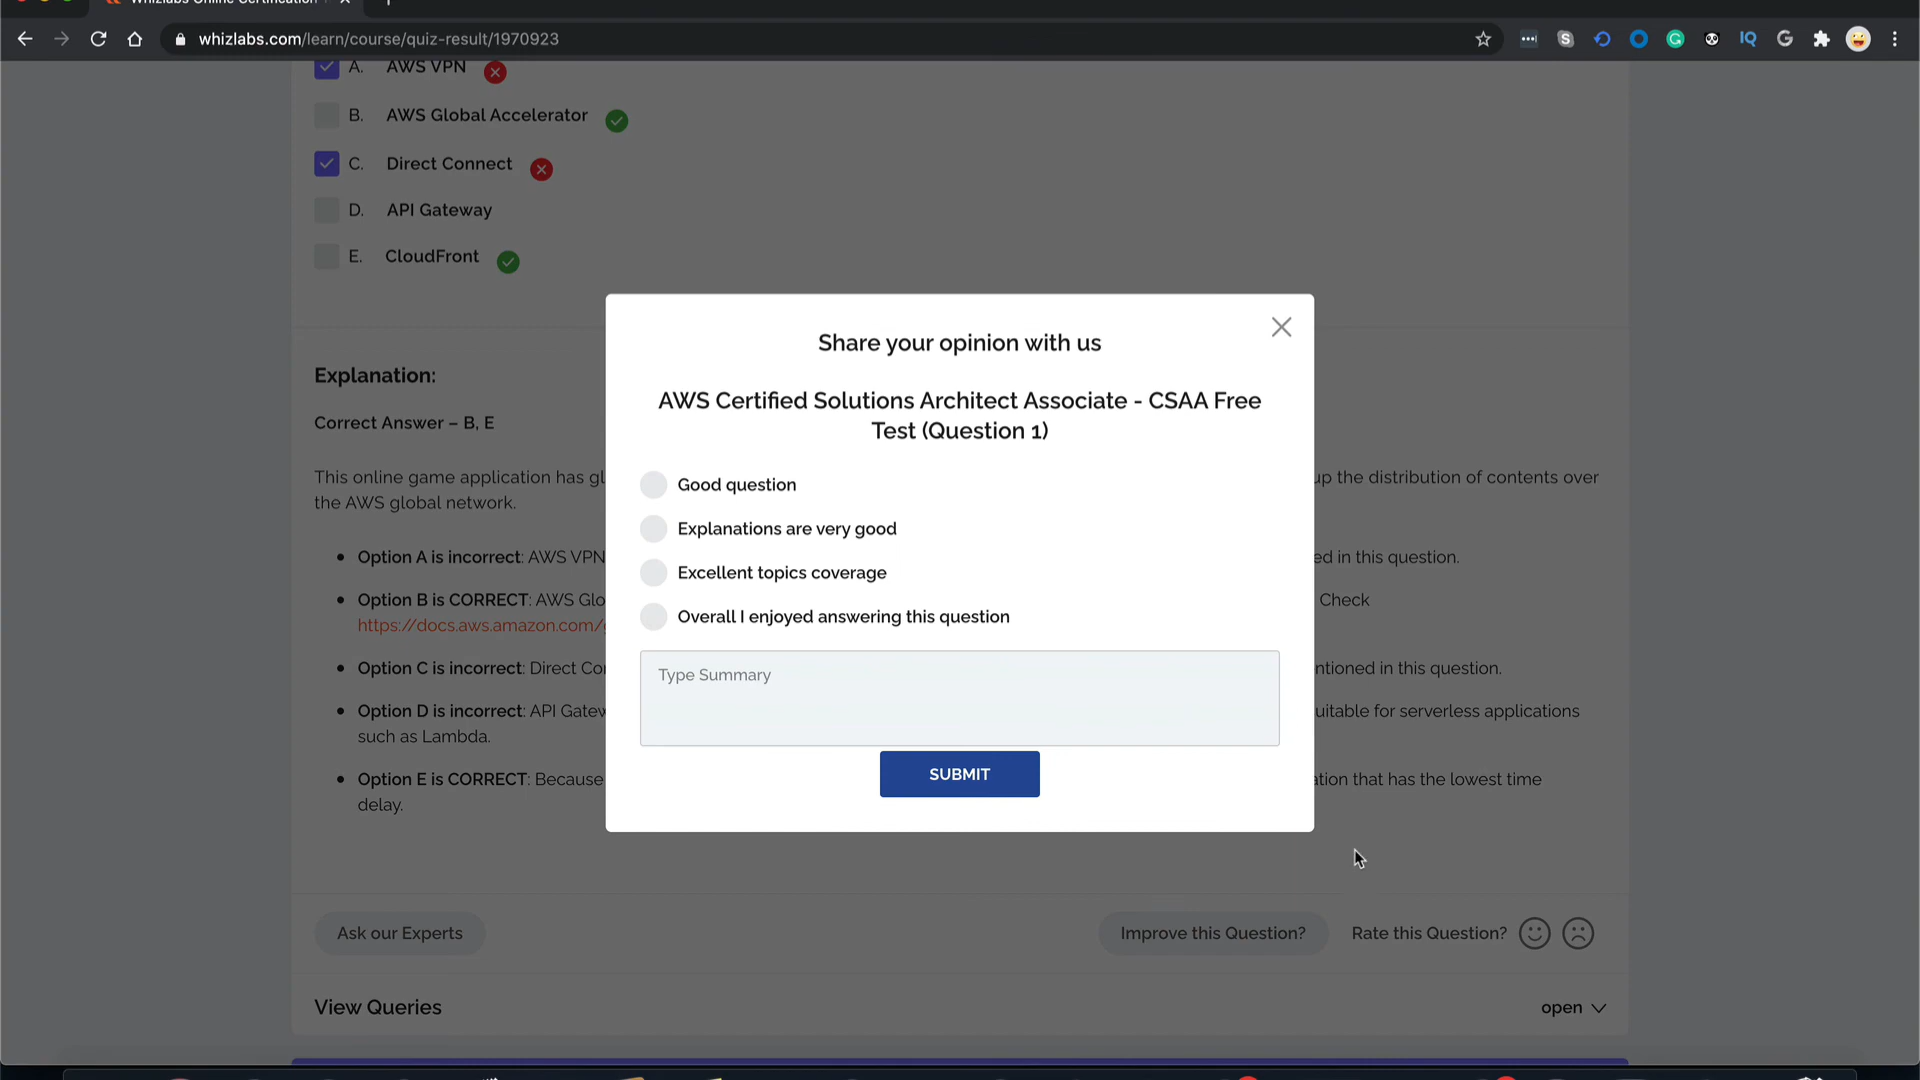 Whizlabs Online Certification
whizlabs.com/learn/course/quiz-result/1970923
A. AWS VPN
B. AWS Global Accelerator
C. Direct Connect
D. API Gateway
E. CloudFront
Explanation:
Correct Answer – B, E
This online game application has gl
up the distribution of contents over
the AWS global network.
Option A is incorrect: AWS VPN
ed in this question.
Option B is CORRECT: AWS Glo
Check
https://docs.aws.amazon.com/g
Option C is incorrect: Direct Co
ntioned in this question.
Option D is incorrect: API Gatew
uitable for serverless applications
such as Lambda.
Option E is CORRECT: Because
ation that has the lowest time
delay.
Share your opinion with us
AWS Certified Solutions Architect Associate - CSAA Free
Test (Question 1)
Good question
Explanations are very good
Excellent topics coverage
Overall I enjoyed answering this question
Type Summary
SUBMIT
Ask our Experts
Improve this Question?
Rate this Question?
View Queries
open